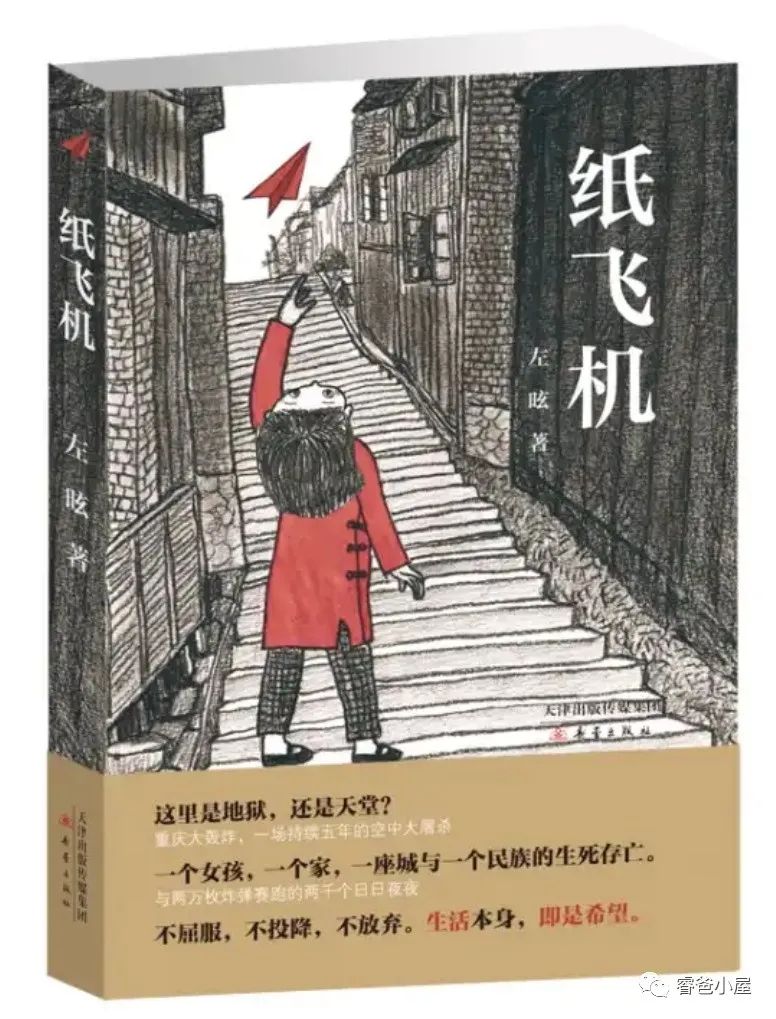 纸飞机
左眩 著
纸飞机
左眩著
天津出版传媒集团
新蕾出版社
这里是地狱，还是天堂？
重庆大轰炸，一场持续五年的空中大屠杀
一个女孩，一个家，一座城与一个民族的生死存亡。
与两万枚炸弹赛跑的两千个日日夜夜
不屈服，不投降，不放弃。生活本身，即是希望。
天津出版传媒集团
新蕾出版社
睿爸小屋